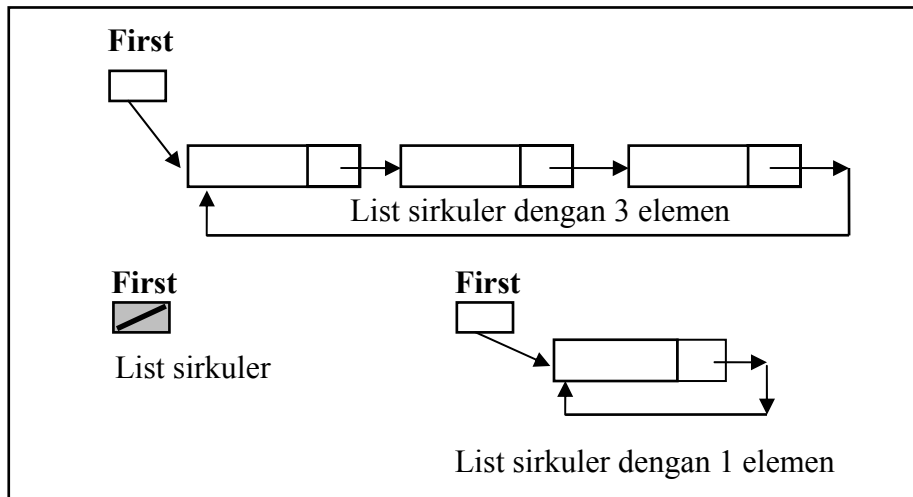 First
List sirkuler dengan 3 elemen
First
First
List sirkuler
List sirkuler dengan 1 elemen